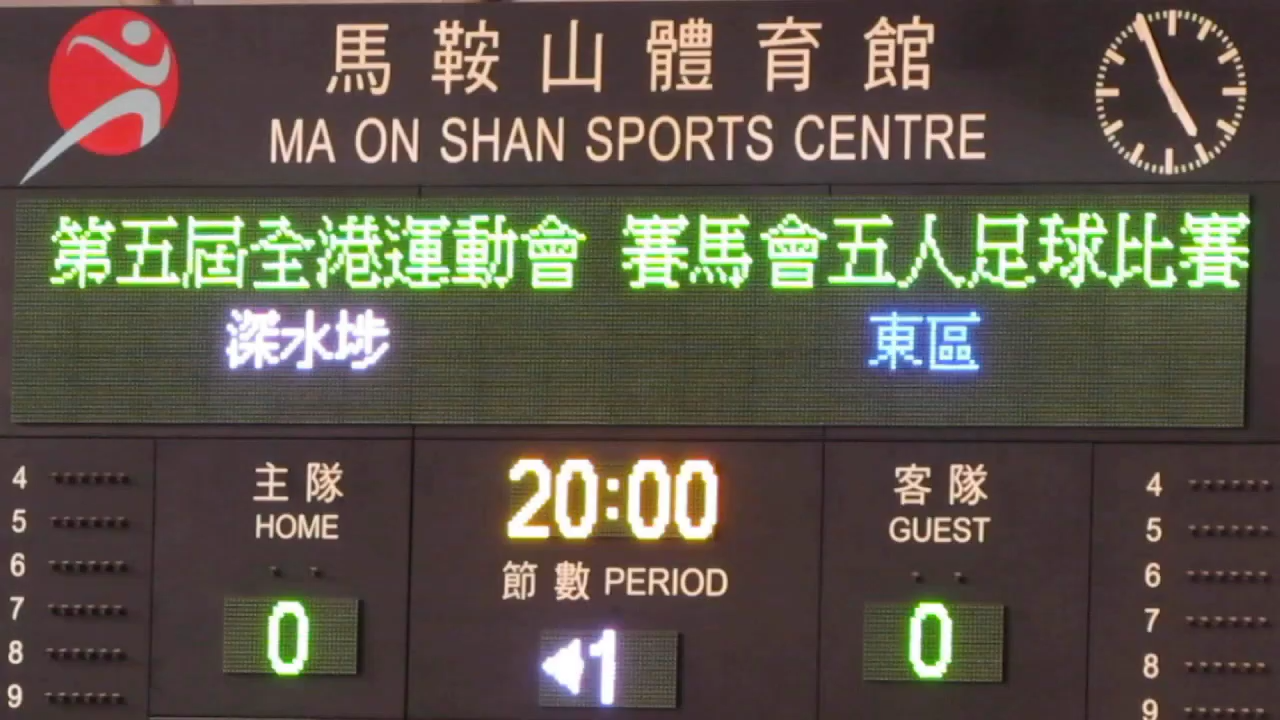 馬鞍山體育館
MA ON SHAN SPORTS CENTRE
第五屆全港運動會 賽馬會五人足球比賽
深水埗 東區
主隊 20:00 客隊
HOME GUEST
節數 PERIOD
0 1 0
4 4
5 5
6 6
7 7
8 8
9 9